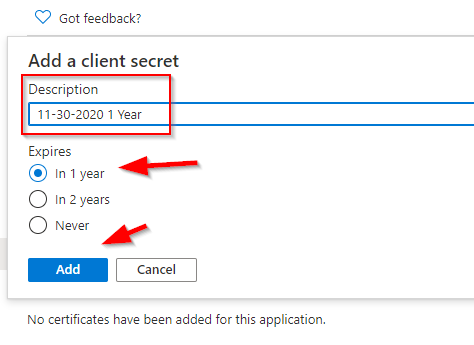 Got feedback?
Add a client secret
Description
11-30-2020 1 Year
Expires
In 1 year
In 2 years
Never
Add Cancel
No certificates have been added for this application.